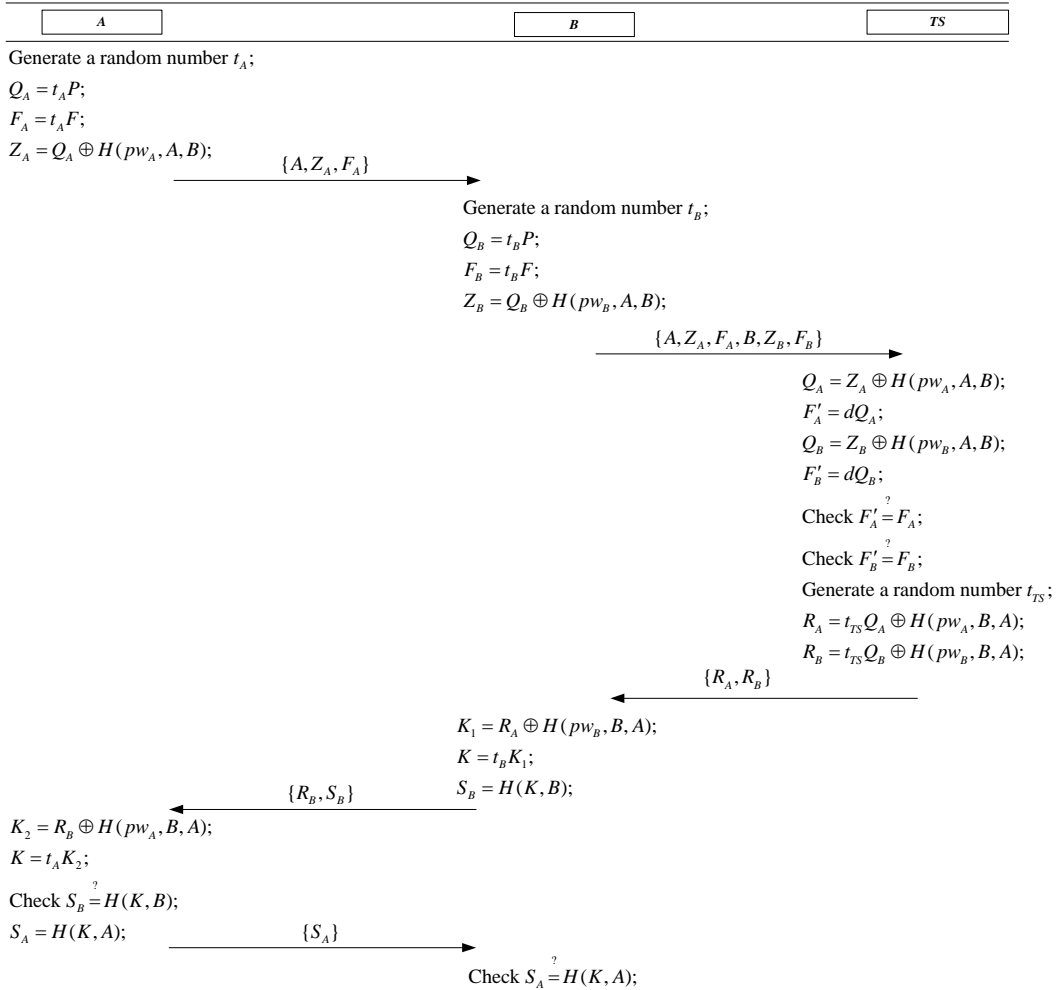 A
B
TS
Generate a random number t_A;
Q_A = t_A P;
F_A = t_A F;
Z_A = Q_A ⊕ H(pw_A, A, B);
{A, Z_A, F_A}
Generate a random number t_B;
Q_B = t_B P;
F_B = t_B F;
Z_B = Q_B ⊕ H(pw_B, A, B);
{A, Z_A, F_A, B, Z_B, F_B}
Q_A = Z_A ⊕ H(pw_A, A, B);
F′_A = dQ_A;
Q_B = Z_B ⊕ H(pw_B, A, B);
F′_B = dQ_B;
Check F′_A ≟ F_A;
Check F′_B ≟ F_B;
Generate a random number t_TS;
R_A = t_TS Q_A ⊕ H(pw_A, B, A);
R_B = t_TS Q_B ⊕ H(pw_B, B, A);
{R_A, R_B}
K_1 = R_A ⊕ H(pw_B, B, A);
K = t_B K_1;
S_B = H(K, B);
{R_B, S_B}
K_2 = R_B ⊕ H(pw_A, B, A);
K = t_A K_2;
Check S_B ≟ H(K, B);
S_A = H(K, A);
{S_A}
Check S_A ≟ H(K, A);